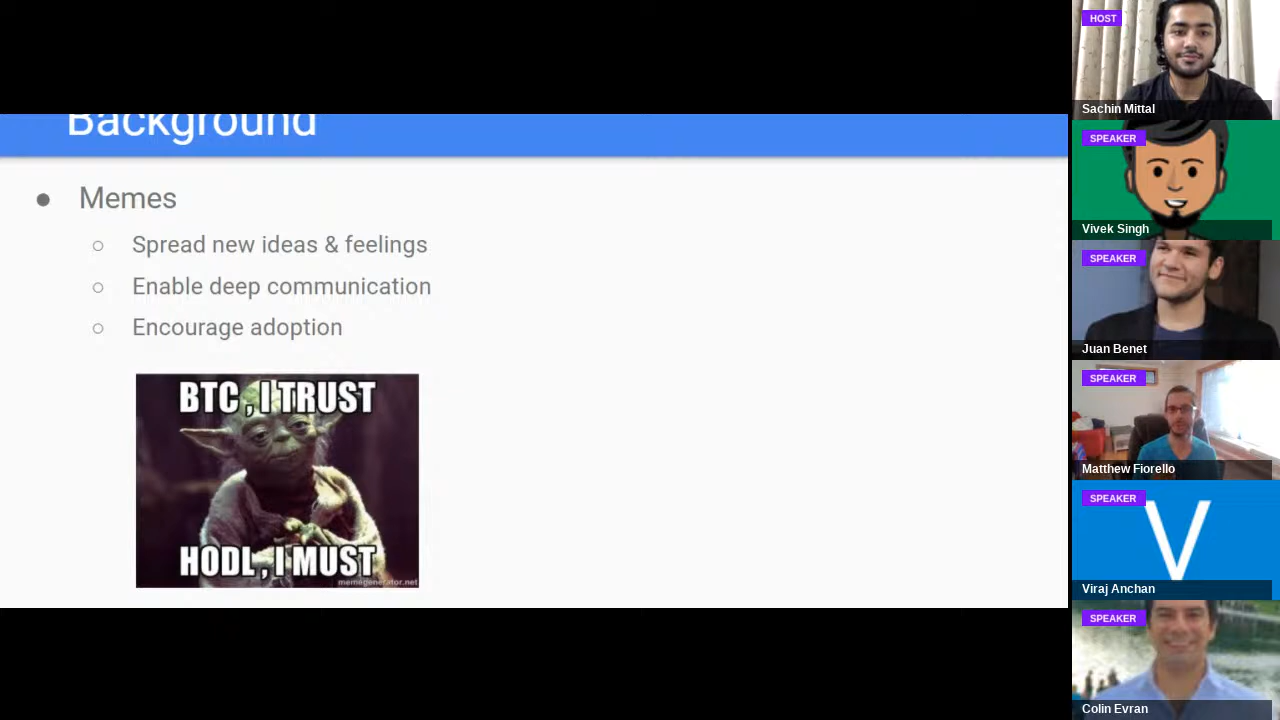 Background
● Memes
○ Spread new ideas & feelings
○ Enable deep communication
○ Encourage adoption
BTC , I TRUST
HODL , I MUST
memegenerator.net
HOST
Sachin Mittal
SPEAKER
Vivek Singh
SPEAKER
Juan Benet
SPEAKER
Matthew Fiorello
SPEAKER
V
Viraj Anchan
SPEAKER
Colin Evran